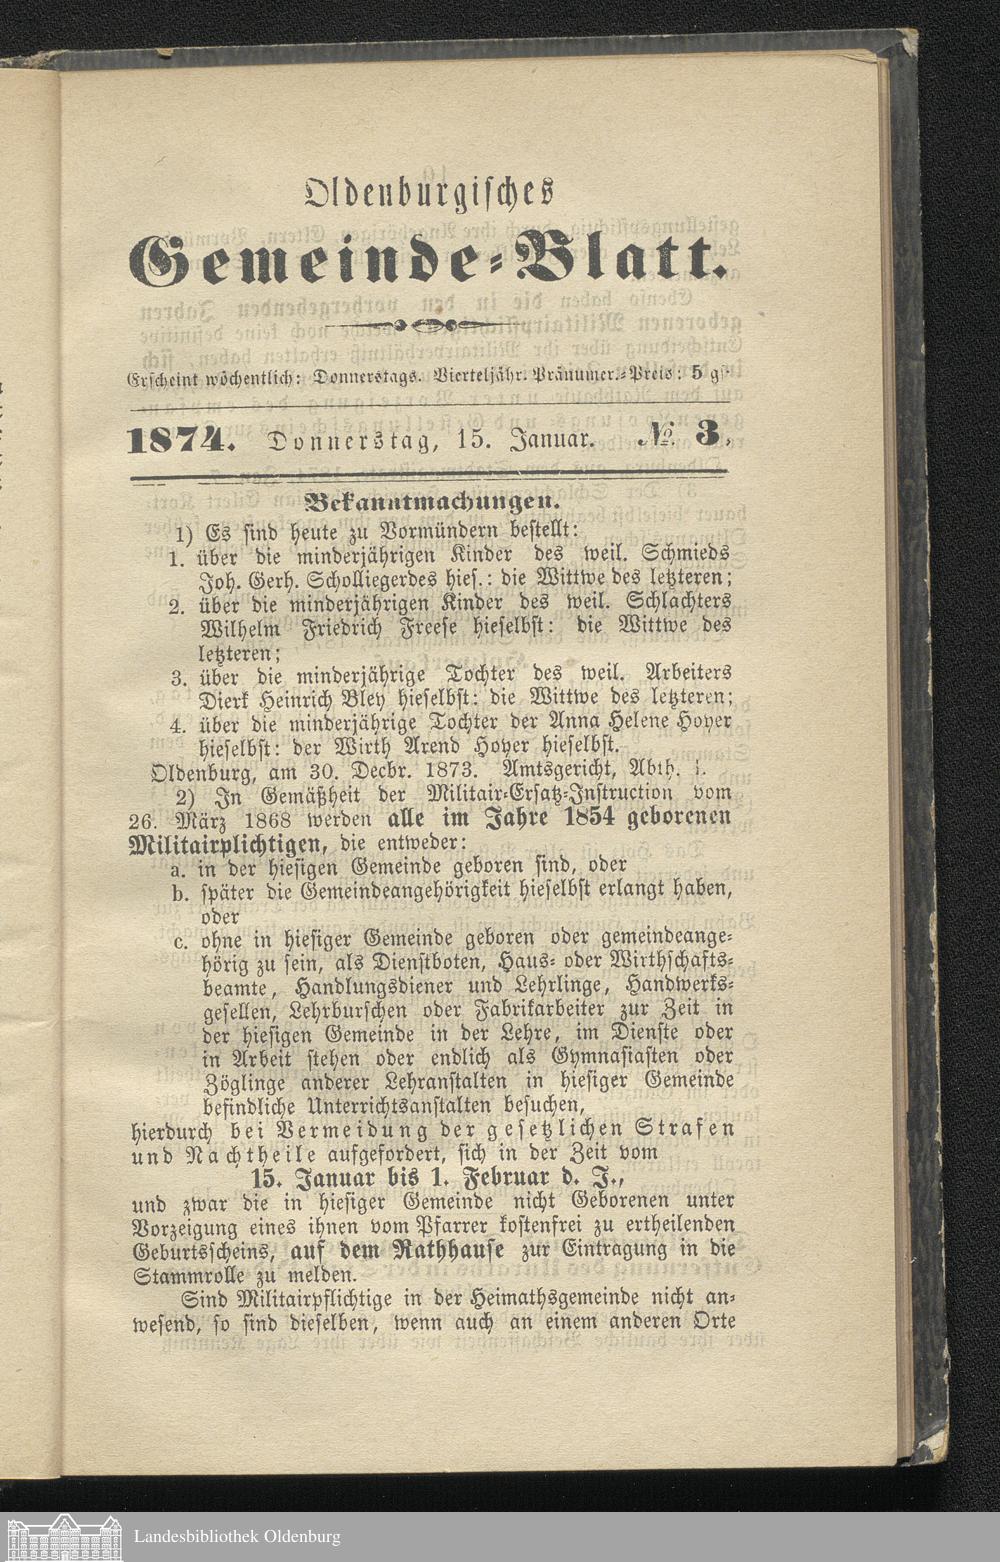 Oldenburgisches
Gemeinde-Blatt.
Erscheint wöchentlich: Donnerstags. Vierteljähr. Pränumer.-Preis: 5 gr.
1874. Donnerstag, 15. Januar. № 3.
Bekanntmachungen.
1) Es sind heute zu Vormündern bestellt:
1. über die minderjährigen Kinder des weil. Schmieds
Joh. Gerh. Scholliegerdes hies.: die Wittwe des letzteren;
2. über die minderjährigen Kinder des weil. Schlachters
Wilhelm Friedrich Freese hieselbst: die Wittwe des
letzteren;
3. über die minderjährige Tochter des weil. Arbeiters
Dierk Heinrich Bley hieselbst: die Wittwe des letzteren;
4. über die minderjährige Tochter der Anna Helene Hoyer
hieselbst: der Wirth Arend Hoyer hieselbst.
Oldenburg, am 30. Decbr. 1873. Amtsgericht, Abth. I.
2) In Gemäßheit der Militair-Ersatz-Instruction vom
26. März 1868 werden alle im Jahre 1854 geborenen
Militairplichtigen, die entweder:
a. in der hiesigen Gemeinde geboren sind, oder
b. später die Gemeindeangehörigkeit hieselbst erlangt haben,
oder
c. ohne in hiesiger Gemeinde geboren oder gemeindeange-
hörig zu sein, als Dienstboten, Haus- oder Wirthschafts-
beamte, Handlungsdiener und Lehrlinge, Handwerks-
gesellen, Lehrburschen oder Fabrikarbeiter zur Zeit in
der hiesigen Gemeinde in der Lehre, im Dienste oder
in Arbeit stehen oder endlich als Gymnasiasten oder
Zöglinge anderer Lehranstalten in hiesiger Gemeinde
befindliche Unterrichtsanstalten besuchen,
hierdurch bei Vermeidung der gesetzlichen Strafen
und Nachtheile aufgefordert, sich in der Zeit vom
15. Januar bis 1. Februar d. J.,
und zwar die in hiesiger Gemeinde nicht Geborenen unter
Vorzeigung eines ihnen vom Pfarrer kostenfrei zu ertheilenden
Geburtsscheins, auf dem Rathhause zur Eintragung in die
Stammrolle zu melden.
Sind Militairpflichtige in der Heimathsgemeinde nicht an-
wesend, so sind dieselben, wenn auch an einem anderen Orte
Landesbibliothek Oldenburg